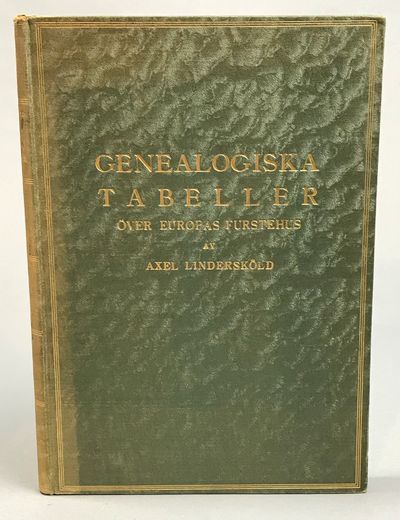 GENEALOGISKA
TABELLER
ÖVER EUROPAS FURSTEHUS
AV
AXEL LINDERSKÖLD